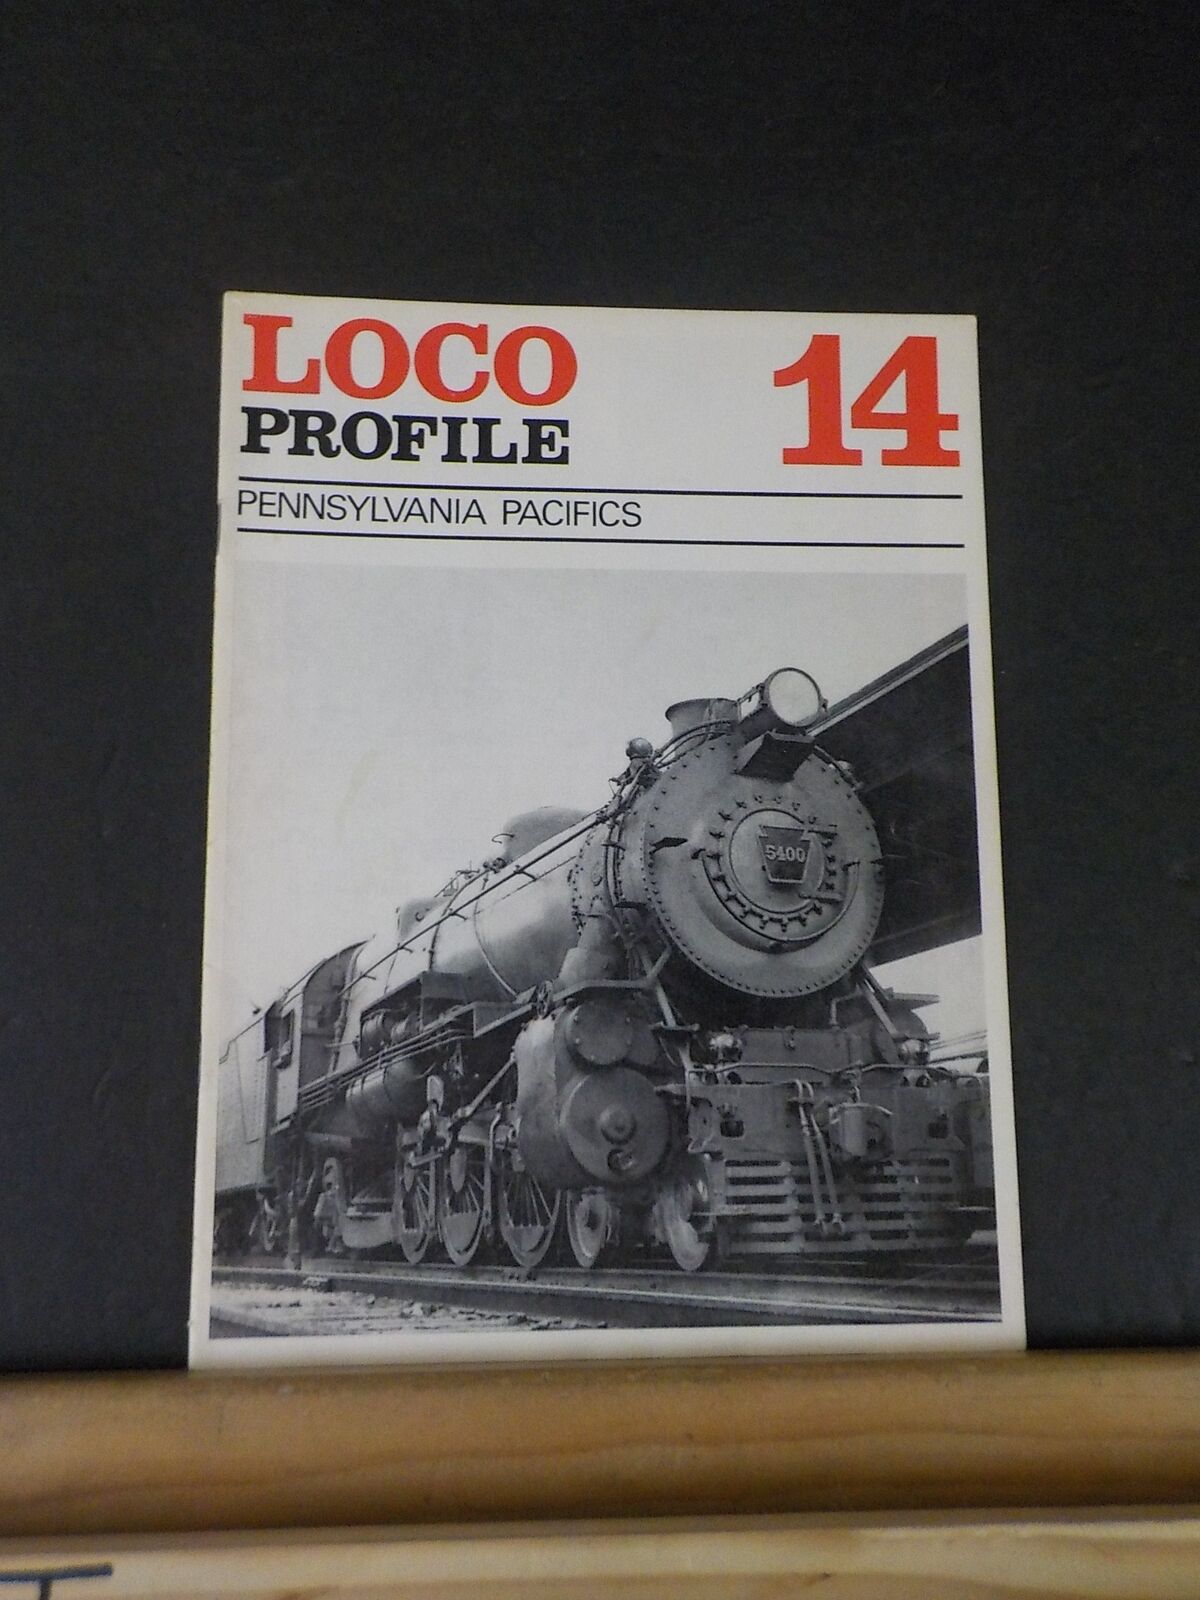 LOCO
PROFILE
14
PENNSYLVANIA PACIFICS
5400